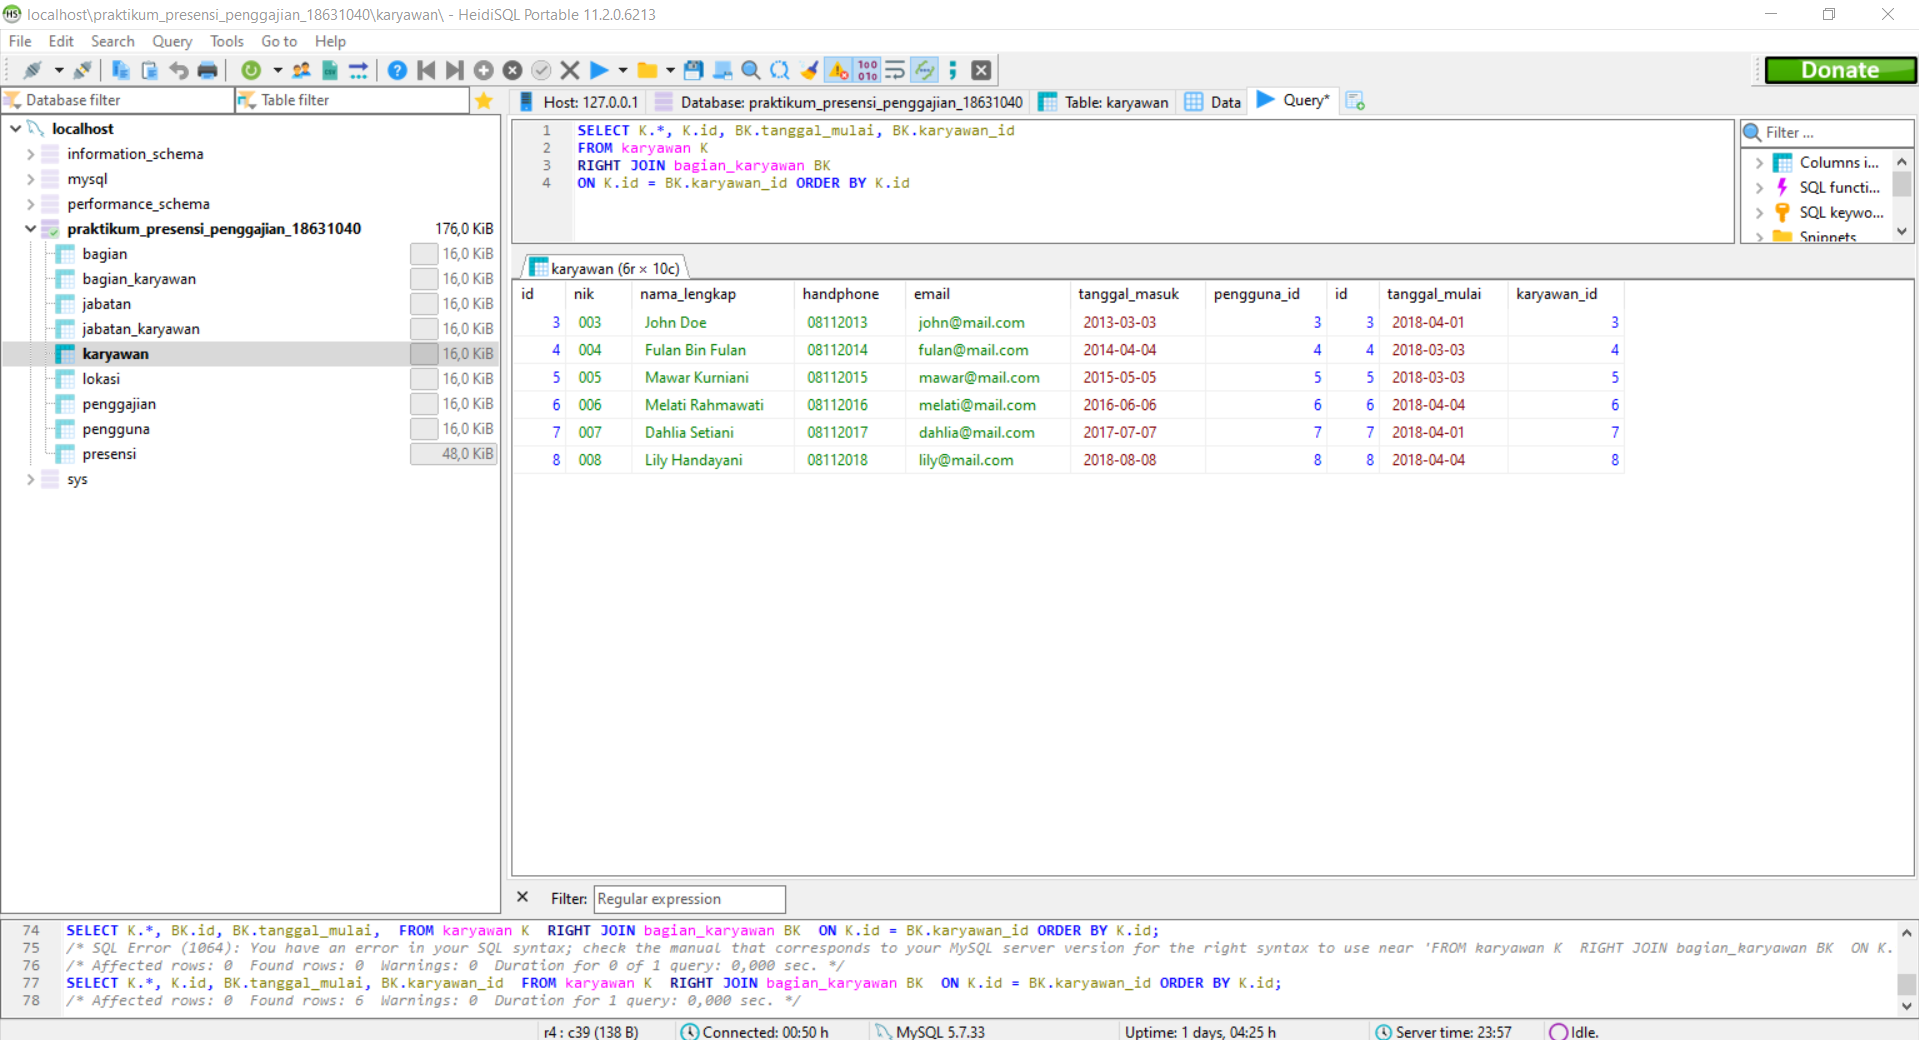 localhost\praktikum_presensi_penggajian_18631040\karyawan\ - HeidiSQL Portable 11.2.0.6213
File Edit Search Query Tools Go to Help
Donate
Database filter Table filter
Host: 127.0.0.1 Database: praktikum_presensi_penggajian_18631040 Table: karyawan Data Query*
localhost
information_schema
mysql
performance_schema
praktikum_presensi_penggajian_18631040 176,0 KiB
bagian 16,0 KiB
bagian_karyawan 16,0 KiB
jabatan 16,0 KiB
jabatan_karyawan 16,0 KiB
karyawan 16,0 KiB
lokasi 16,0 KiB
penggajian 16,0 KiB
pengguna 16,0 KiB
presensi 48,0 KiB
sys
1 SELECT K.*, K.id, BK.tanggal_mulai, BK.karyawan_id
2 FROM karyawan K
3 RIGHT JOIN bagian_karyawan BK
4 ON K.id = BK.karyawan_id ORDER BY K.id
Filter ...
Columns i...
SQL functi...
SQL keywo...
Snippets
karyawan (6r × 10c)
id nik nama_lengkap handphone email tanggal_masuk pengguna_id id tanggal_mulai karyawan_id
3 003 John Doe 08112013 john@mail.com 2013-03-03 3 3 2018-04-01 3
4 004 Fulan Bin Fulan 08112014 fulan@mail.com 2014-04-04 4 4 2018-03-03 4
5 005 Mawar Kurniani 08112015 mawar@mail.com 2015-05-05 5 5 2018-03-03 5
6 006 Melati Rahmawati 08112016 melati@mail.com 2016-06-06 6 6 2018-04-04 6
7 007 Dahlia Setiani 08112017 dahlia@mail.com 2017-07-07 7 7 2018-04-01 7
8 008 Lily Handayani 08112018 lily@mail.com 2018-08-08 8 8 2018-04-04 8
Filter: Regular expression
74 SELECT K.*, BK.id, BK.tanggal_mulai,  FROM karyawan K  RIGHT JOIN bagian_karyawan BK  ON K.id = BK.karyawan_id ORDER BY K.id;
75 /* SQL Error (1064): You have an error in your SQL syntax; check the manual that corresponds to your MySQL server version for the right syntax to use near 'FROM karyawan K  RIGHT JOIN bagian_karyawan BK  ON K.
76 /* Affected rows: 0  Found rows: 0  Warnings: 0  Duration for 0 of 1 query: 0,000 sec. */
77 SELECT K.*, K.id, BK.tanggal_mulai, BK.karyawan_id  FROM karyawan K  RIGHT JOIN bagian_karyawan BK  ON K.id = BK.karyawan_id ORDER BY K.id;
78 /* Affected rows: 0  Found rows: 6  Warnings: 0  Duration for 1 query: 0,000 sec. */
r4 : c39 (138 B) Connected: 00:50 h MySQL 5.7.33 Uptime: 1 days, 04:25 h Server time: 23:57 Idle.